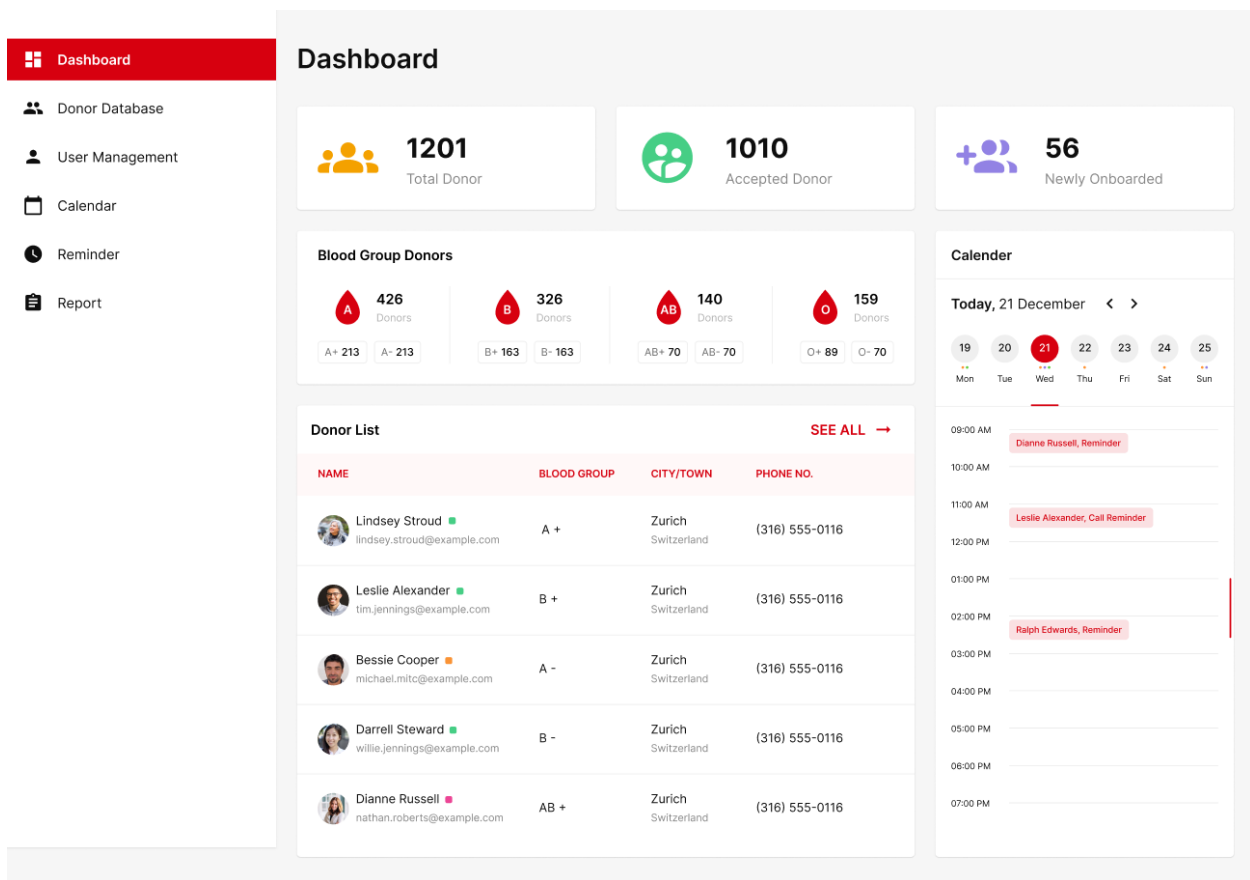 Dashboard
Donor Database
User Management
Calendar
Reminder
Report
Dashboard
1201
Total Donor
1010
Accepted Donor
56
Newly Onboarded
Blood Group Donors
A 426
Donors
A+ 213 A- 213
B 326
Donors
B+ 163 B- 163
AB 140
Donors
AB+ 70 AB- 70
O 159
Donors
O+ 89 O- 70
Donor List SEE ALL →
NAME BLOOD GROUP CITY/TOWN PHONE NO.
Lindsey Stroud A + Zurich (316) 555-0116
lindsey.stroud@example.com Switzerland
Leslie Alexander B + Zurich (316) 555-0116
tim.jennings@example.com Switzerland
Bessie Cooper A - Zurich (316) 555-0116
michael.mitc@example.com Switzerland
Darrell Steward B - Zurich (316) 555-0116
willie.jennings@example.com Switzerland
Dianne Russell AB + Zurich (316) 555-0116
nathan.roberts@example.com Switzerland
Calender
Today, 21 December < >
19 20 21 22 23 24 25
Mon Tue Wed Thu Fri Sat Sun
09:00 AM
Dianne Russell, Reminder
10:00 AM
11:00 AM
Leslie Alexander, Call Reminder
12:00 PM
01:00 PM
02:00 PM
Ralph Edwards, Reminder
03:00 PM
04:00 PM
05:00 PM
06:00 PM
07:00 PM